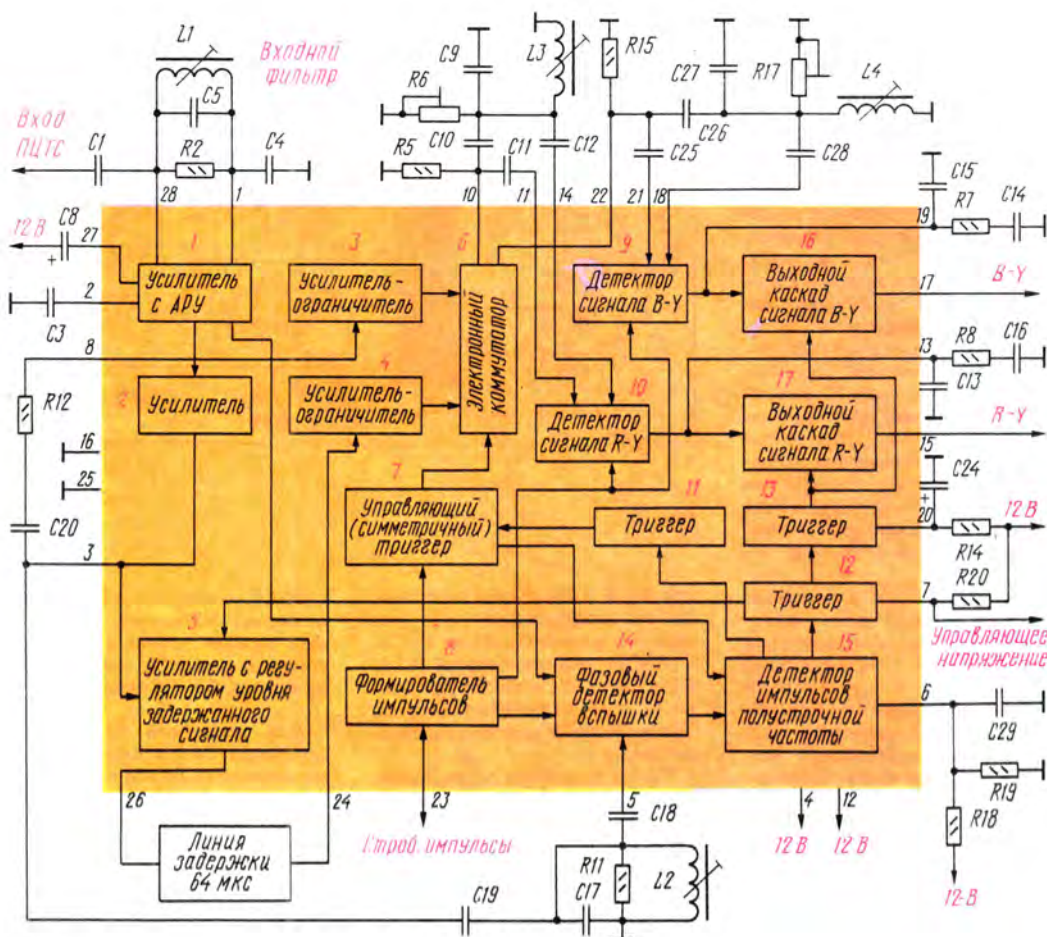 L1
Входной
фильтр
C5
Вход
ПЦТС
C1
R2
C4
28
1
C9
R6
C10
R5
C11
10
11
L3
C12
14
R15
22
C27
C26
C25
21
18
R17
L4
C28
C15
R7
C14
19
12 В
C8
+
27
2
C3
8
1
Усилитель
с АРУ
2
Усилитель
3
Усилитель-
ограничитель
4
Усилитель-
ограничитель
6
Электронный
коммутатор
9
Детектор
сигнала B-Y
10
Детектор
сигнала R-Y
16
Выходной
каскад
сигнала B-Y
17
B-Y
13
R8
C16
C13
17
Выходной
каскад
сигнала R-Y
R-Y
15
C24
+
R12
16
25
C20
3
7
Управляющий
(симметричный)
триггер
11
Триггер
13
Триггер
20
12 В
R14
12
Триггер
7
R20
Управляющее
напряжение
5
Усилитель с регу-
лятором уровня
задержанного
сигнала
8
Формирователь
импульсов
14
Фазовый
детектор
вспышки
15
Детектор
импульсов
полустрочной
частоты
6
C29
R19
R18
12 В
26
24
23
5
C18
4
12
12 В
12 В
Строб. импульсы
Линия
задержки
64 мкс
C19
R11
C17
L2